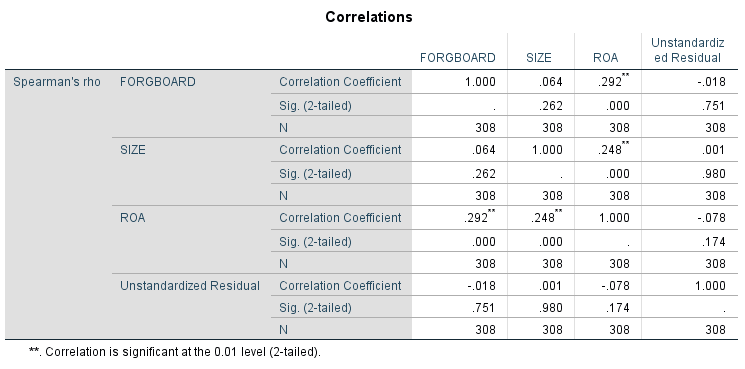 Correlations
FORGBOARD SIZE ROA Unstandardiz
ed Residual
Spearman's rho FORGBOARD Correlation Coefficient 1.000 .064 .292** -.018
Sig. (2-tailed) . .262 .000 .751
N 308 308 308 308
SIZE Correlation Coefficient .064 1.000 .248** .001
Sig. (2-tailed) .262 . .000 .980
N 308 308 308 308
ROA Correlation Coefficient .292** .248** 1.000 -.078
Sig. (2-tailed) .000 .000 . .174
N 308 308 308 308
Unstandardized Residual Correlation Coefficient -.018 .001 -.078 1.000
Sig. (2-tailed) .751 .980 .174 .
N 308 308 308 308
**. Correlation is significant at the 0.01 level (2-tailed).